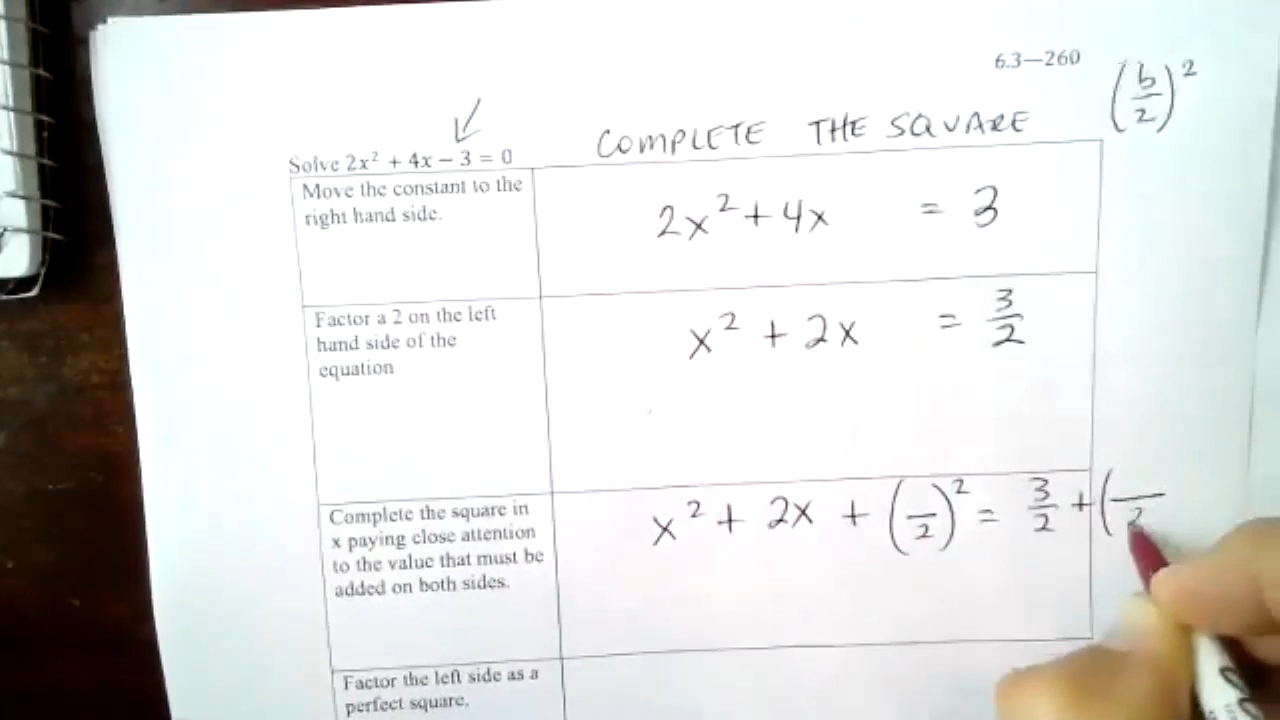 6.3—260
(b/2)²
COMPLETE THE SQUARE
Solve 2x² + 4x − 3 = 0
Move the constant to the
right hand side.
2x² + 4x = 3
Factor a 2 on the left
hand side of the
equation
x² + 2x = 3/2
Complete the square in
x paying close attention
to the value that must be
added on both sides.
x² + 2x + (/2)² = 3/2 + (/2
Factor the left side as a
perfect square.